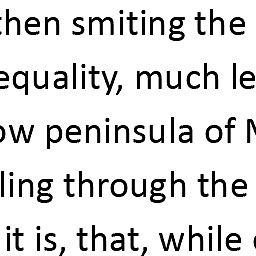 then smiting the
equality, much le
ow peninsula of
ling through the
it is, that, while